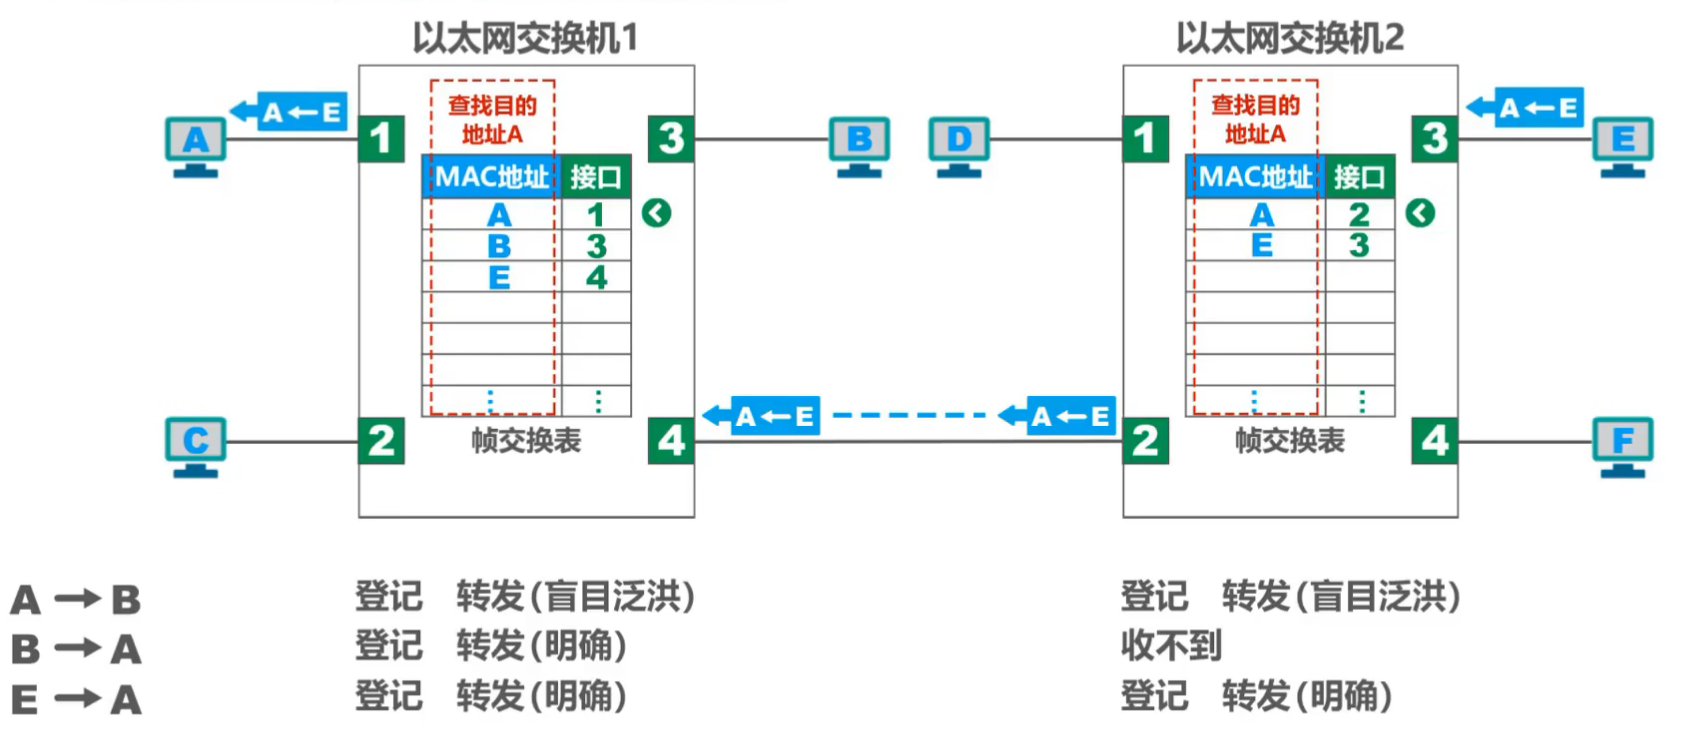 以太网交换机1
以太网交换机2
A←E
查找目的
地址A
查找目的
地址A
A←E
A
1
3
B
D
1
3
E
MAC地址 接口
A 1
B 3
E 4
⋮ ⋮
MAC地址 接口
A 2
E 3
⋮ ⋮
A←E
A←E
C
2
帧交换表
4
2
帧交换表
4
F
A→B 登记 转发(盲目泛洪) 登记 转发(盲目泛洪)
B→A 登记 转发(明确) 收不到
E→A 登记 转发(明确) 登记 转发(明确)